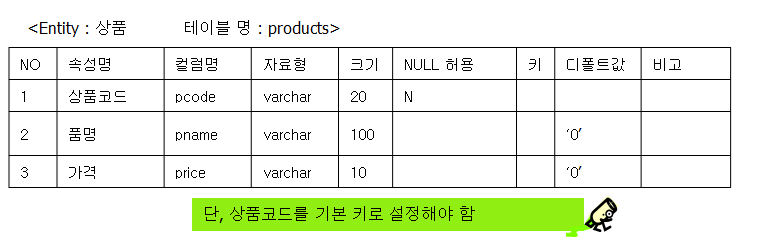 <Entity : 상품 테이블 명 : products>
NO 속성명 컬럼명 자료형 크기 NULL 허용 키 디폴트값 비고
1 상품코드 pcode varchar 20 N
2 품명 pname varchar 100 ‘0’
3 가격 price varchar 10 ‘0’
단, 상품코드를 기본 키로 설정해야 함